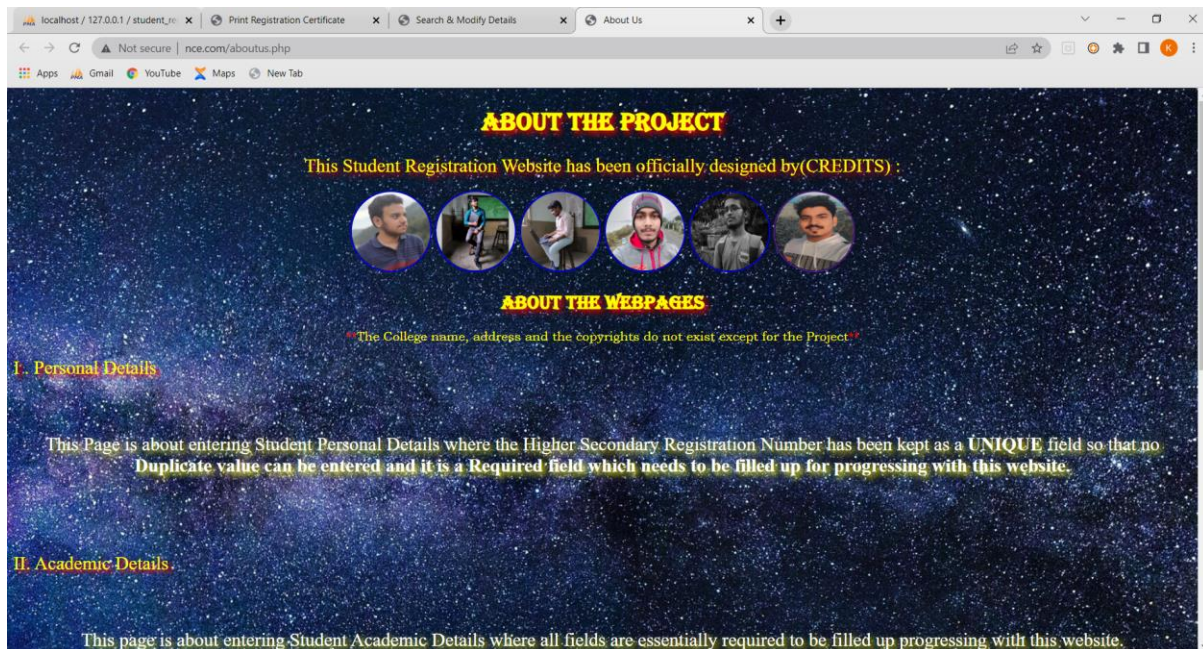 localhost / 127.0.0.1 / student_re
Print Registration Certificate
Search & Modify Details
About Us
Not secure | nce.com/aboutus.php
K
Apps
Gmail
YouTube
Maps
New Tab
ABOUT THE PROJECT
This Student Registration Website has been officially designed by(CREDITS) :
ABOUT THE WEBPAGES
**The College name, address and the copyrights do not exist except for the Project**
I . Personal Details
This Page is about entering Student Personal Details where the Higher Secondary Registration Number has been kept as a UNIQUE field so that no
Duplicate value can be entered and it is a Required field which needs to be filled up for progressing with this website.
II. Academic Details
This page is about entering Student Academic Details where all fields are essentially required to be filled up progressing with this website.